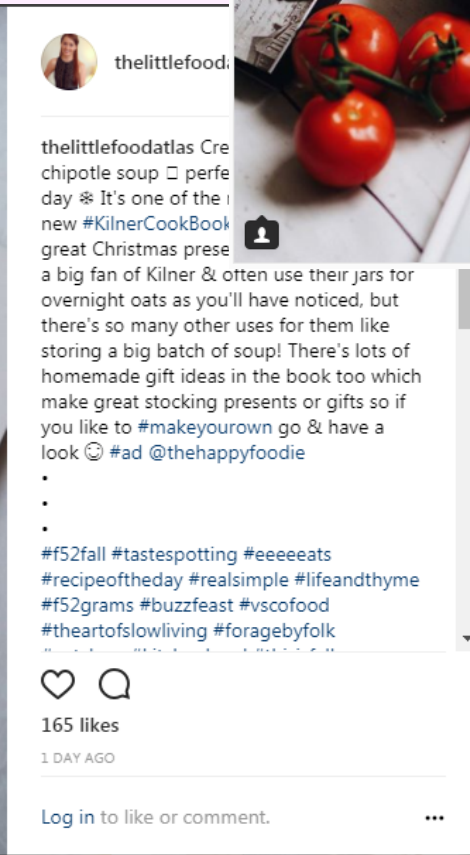 thelittlefooda
thelittlefoodatlas Cre
chipotle soup perfe
day ❄ It's one of the
new #KilnerCookBook
great Christmas prese
a big fan of Kilner & often use their jars for
overnight oats as you'll have noticed, but
there's so many other uses for them like
storing a big batch of soup! There's lots of
homemade gift ideas in the book too which
make great stocking presents or gifts so if
you like to #makeyourown go & have a
look ☺ #ad @thehappyfoodie
•
•
•
#f52fall #tastespotting #eeeeeats
#recipeoftheday #realsimple #lifeandthyme
#f52grams #buzzfeast #vscofood
#theartofslowliving #foragebyfolk
165 likes
1 DAY AGO
Log in to like or comment.